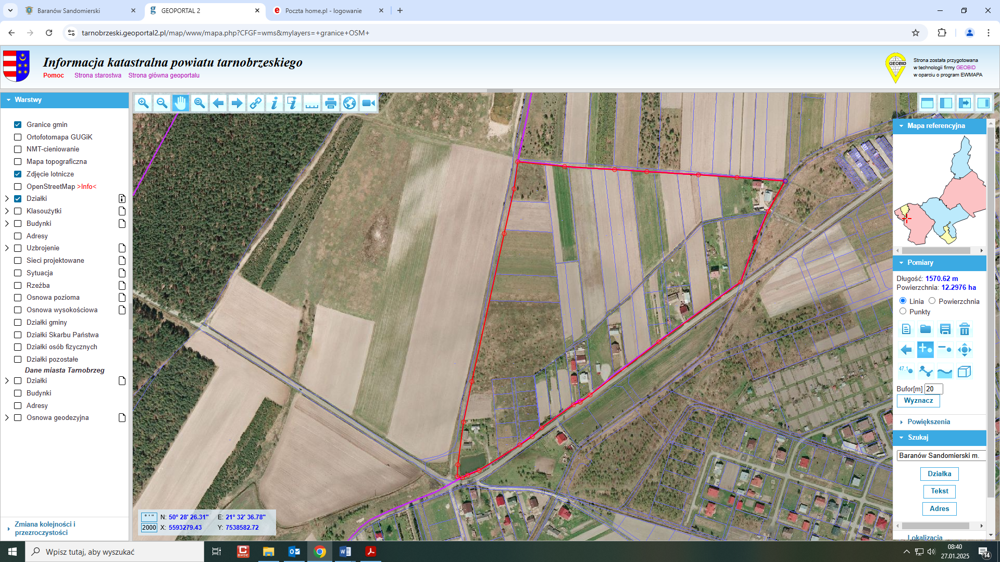 Baranów Sandomierski
GEOPORTAL 2
Poczta home.pl - logowanie
tarnobrzeski.geoportal2.pl/map/www/mapa.php?CFGF=wms&mylayers=+granice+OSM+
Informacja katastralna powiatu tarnobrzeskiego
Pomoc Strona starostwa Strona główna geoportalu
GEOBID
Strona została przygotowana
w technologii firmy GEOBID
w oparciu o program EWMAPA
Warstwy
Granice gmin
Ortofotomapa GUGiK
NMT-cieniowanie
Mapa topograficzna
Zdjęcie lotnicze
OpenStreetMap >Info<
Działki
Klasoużytki
Budynki
Adresy
Uzbrojenie
Sieci projektowane
Sytuacja
Rzeźba
Osnowa pozioma
Osnowa wysokościowa
Działki gminy
Działki Skarbu Państwa
Działki osób fizycznych
Działki pozostałe
Dane miasta Tarnobrzeg
Działki
Budynki
Adresy
Osnowa geodezyjna
Zmiana kolejności i
przezroczystości
° ' " N: 50° 28' 26.31" E: 21° 32' 36.78"
2000 X: 5593279.43 Y: 7538582.72
Mapa referencyjna
Pomiary
Długość: 1570.62 m
Powierzchnia: 12.2976 ha
Linia Powierzchnia
Punkty
47.1
Bufor[m] 20
Wyznacz
Powiększenia
Szukaj
Baranów Sandomierski m.
Działka
Tekst
Adres
Lokalizacja
Wpisz tutaj, aby wyszukać
08:40
27.01.2025
14